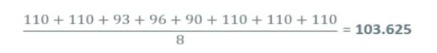 110 + 110 + 93 + 96 + 90 + 110 + 110 + 110
8
= 103.625